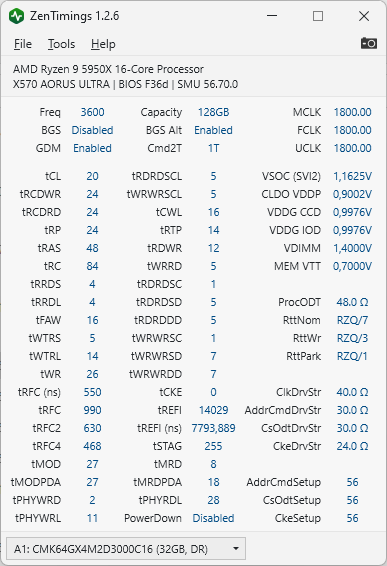 ZenTimings 1.2.6
File Tools Help
AMD Ryzen 9 5950X 16-Core Processor
X570 AORUS ULTRA | BIOS F36d | SMU 56.70.0
Freq 3600 Capacity 128GB MCLK 1800.00
BGS Disabled BGS Alt Enabled FCLK 1800.00
GDM Enabled Cmd2T 1T UCLK 1800.00
tCL 20 tRDRDSCL 5 VSOC (SVI2) 1,1625V
tRCDWR 24 tWRWRSCL 5 CLDO VDDP 0,9002V
tRCDRD 24 tCWL 16 VDDG CCD 0,9976V
tRP 24 tRTP 14 VDDG IOD 0,9976V
tRAS 48 tRDWR 12 VDIMM 1,4000V
tRC 84 tWRRD 5 MEM VTT 0,7000V
tRRDS 4 tRDRDSC 1
tRRDL 4 tRDRDSD 5 ProcODT 48.0 Ω
tFAW 16 tRDRDDD 5 RttNom RZQ/7
tWTRS 5 tWRWRSC 1 RttWr RZQ/3
tWTRL 14 tWRWRSD 7 RttPark RZQ/1
tWR 26 tWRWRDD 7
tRFC (ns) 550 tCKE 0 ClkDrvStr 40.0 Ω
tRFC 990 tREFI 14029 AddrCmdDrvStr 30.0 Ω
tRFC2 630 tREFI (ns) 7793,889 CsOdtDrvStr 30.0 Ω
tRFC4 468 tSTAG 255 CkeDrvStr 24.0 Ω
tMOD 27 tMRD 8
tMODPDA 27 tMRDPDA 18 AddrCmdSetup 56
tPHYWRD 2 tPHYRDL 28 CsOdtSetup 56
tPHYWRL 11 PowerDown Disabled CkeSetup 56
A1: CMK64GX4M2D3000C16 (32GB, DR)